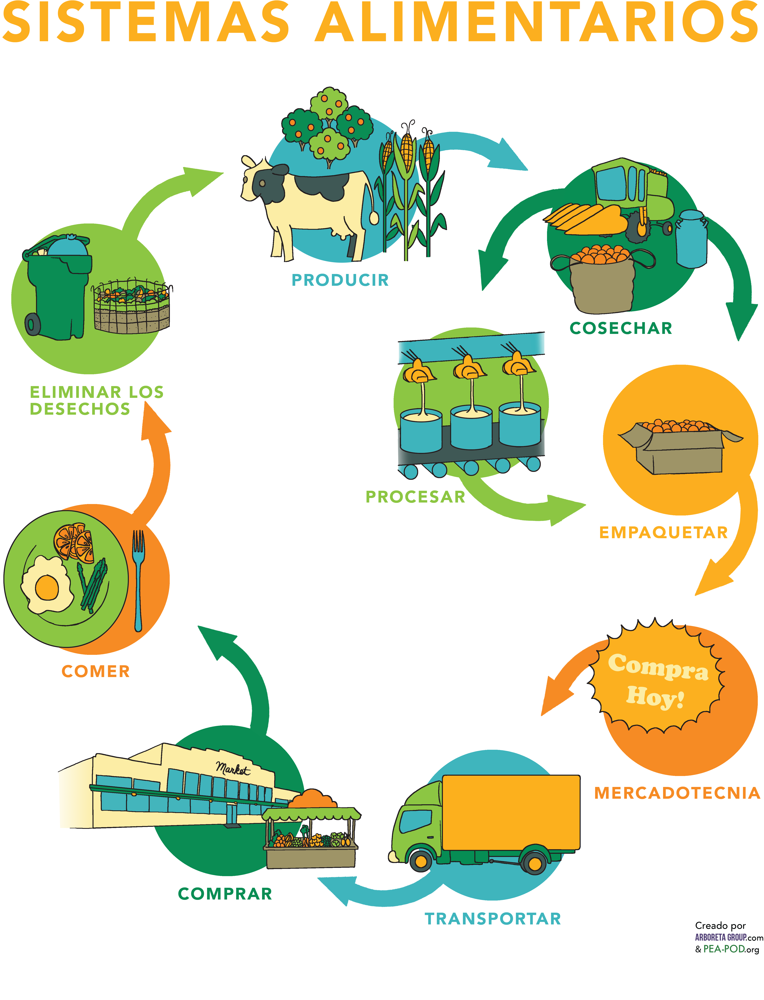 SISTEMAS ALIMENTARIOS
PRODUCIR
COSECHAR
PROCESAR
EMPAQUETAR
Compra
Hoy!
MERCADOTECNIA
TRANSPORTAR
Market
COMPRAR
COMER
ELIMINAR LOS
DESECHOS
Creado por
ARBORETA GROUP.com
& PEA-POD.org